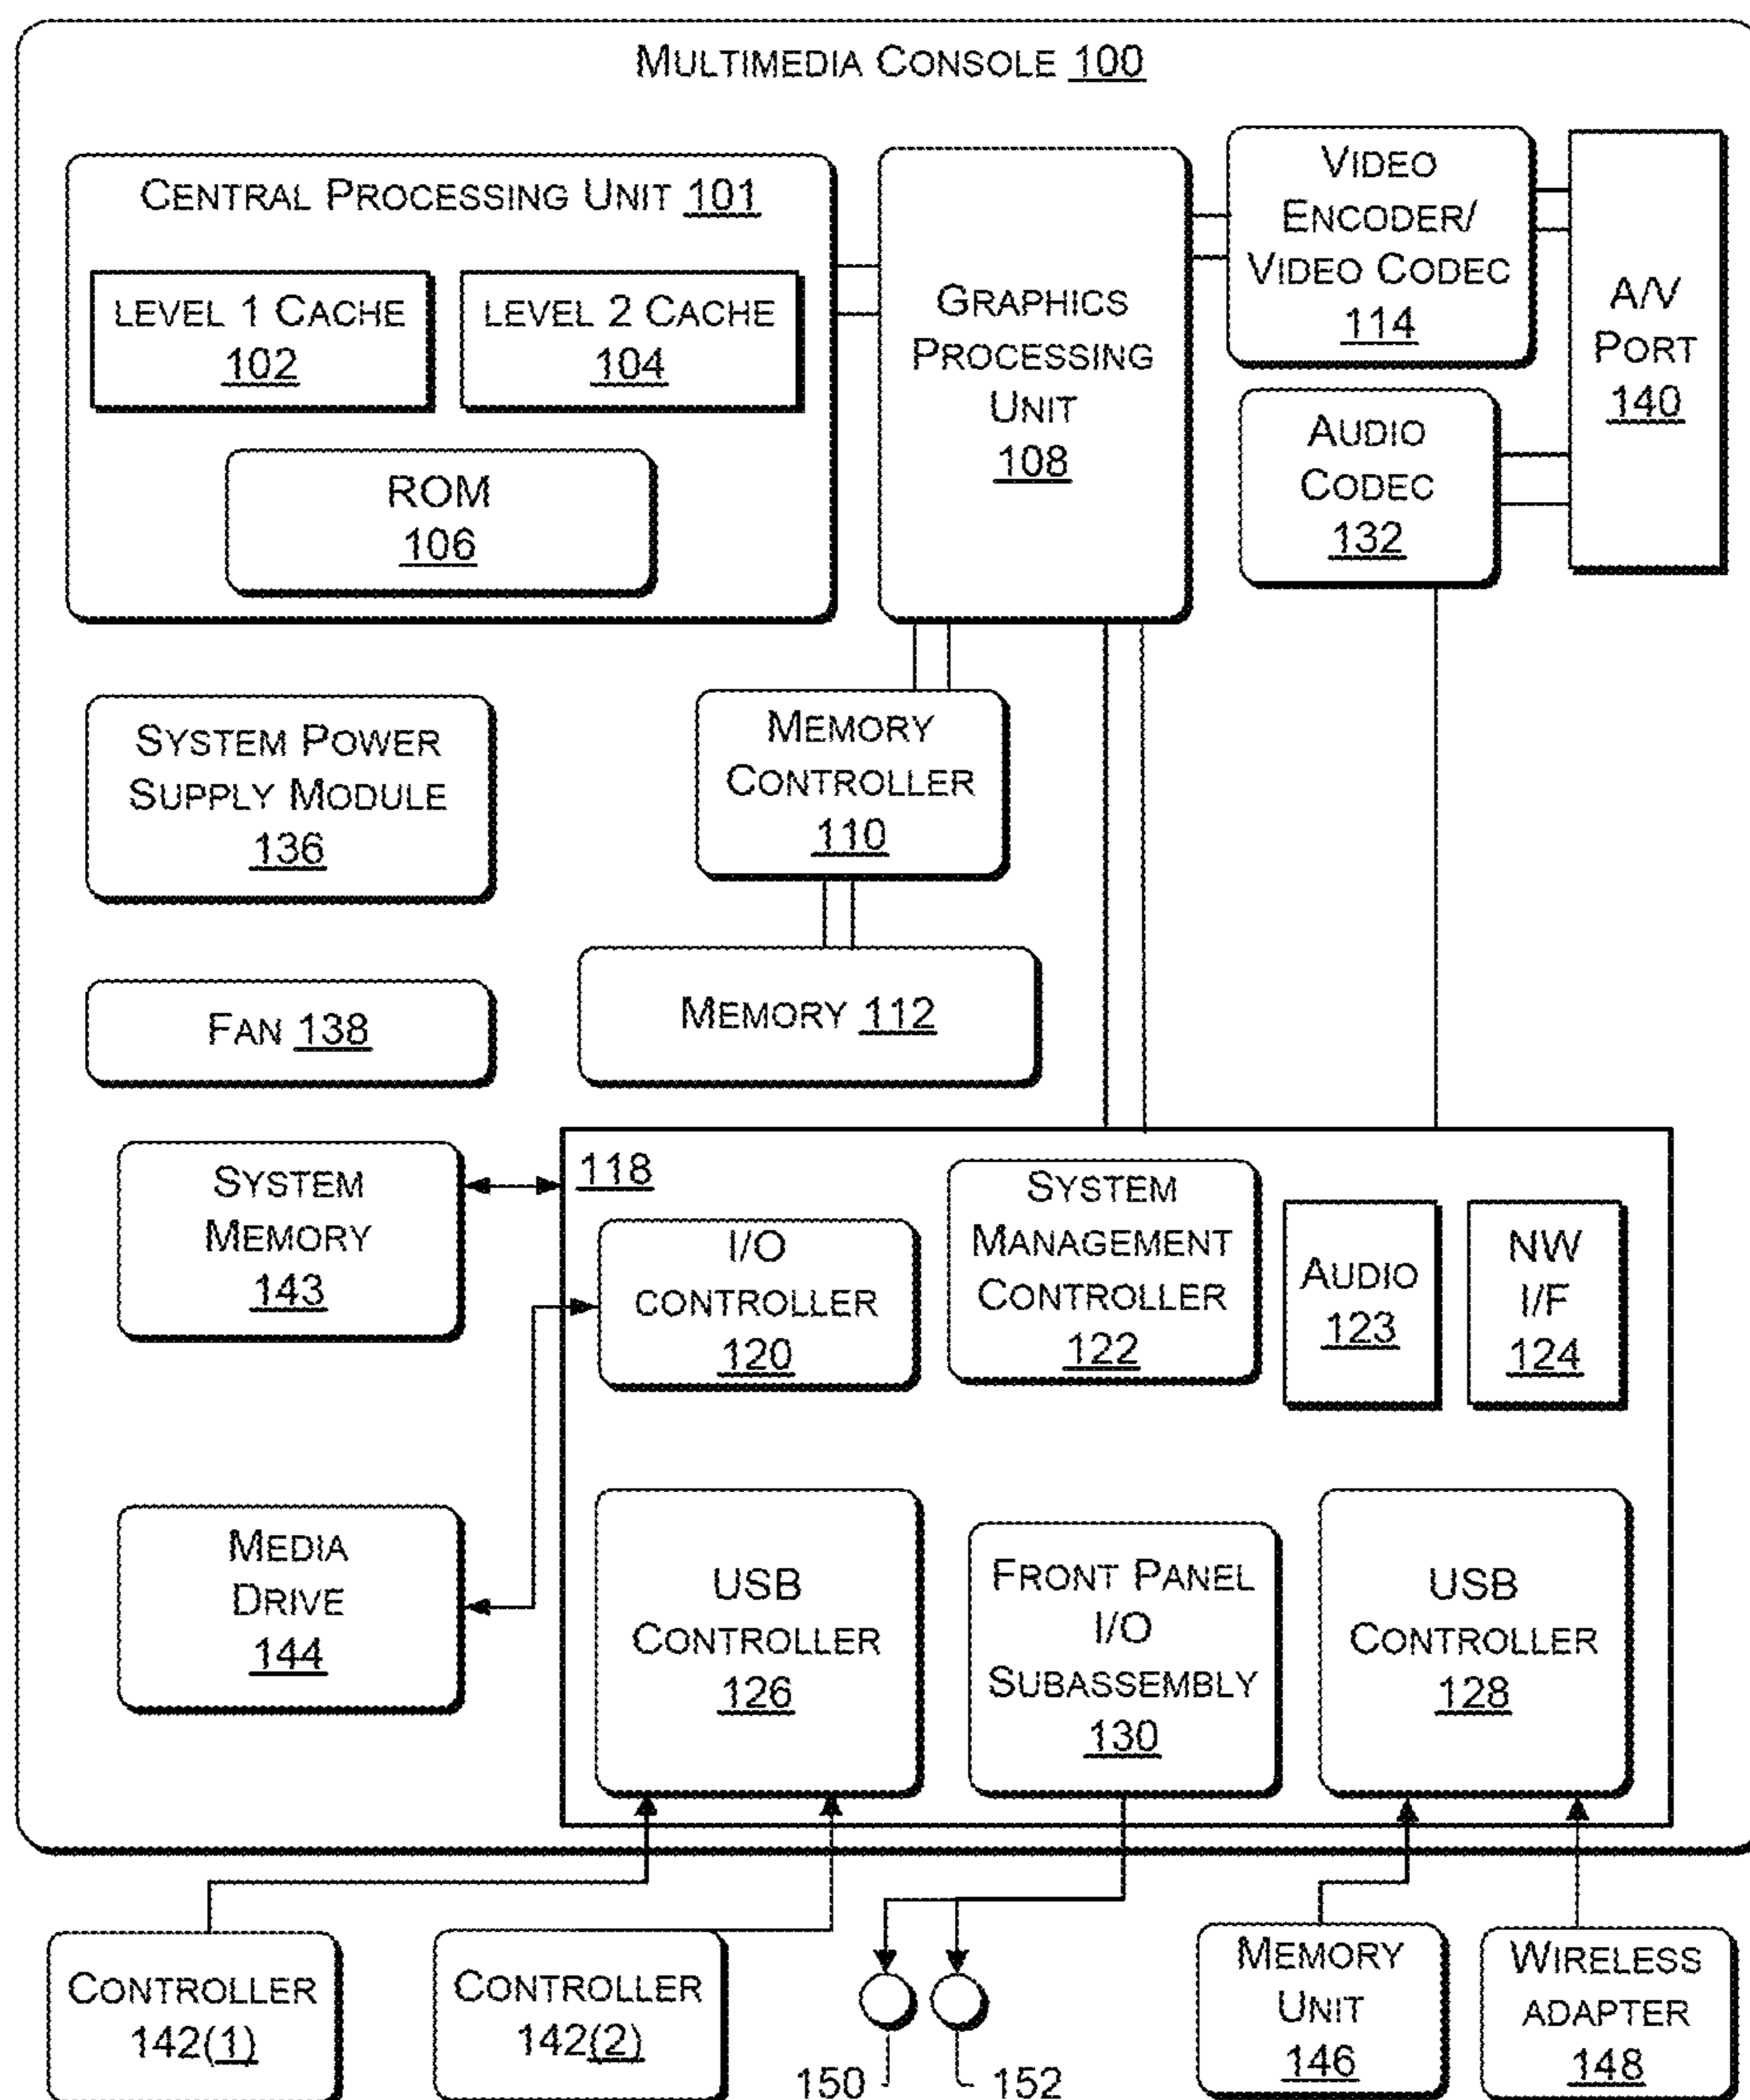 MULTIMEDIA CONSOLE 100
CENTRAL PROCESSING UNIT 101
LEVEL 1 CACHE
102
LEVEL 2 CACHE
104
ROM
106
GRAPHICS
PROCESSING
UNIT
108
VIDEO
ENCODER/
VIDEO CODEC
114
A/V
PORT
140
AUDIO
CODEC
132
SYSTEM POWER
SUPPLY MODULE
136
MEMORY
CONTROLLER
110
FAN 138
MEMORY 112
SYSTEM
MEMORY
143
118
I/O
CONTROLLER
120
SYSTEM
MANAGEMENT
CONTROLLER
122
AUDIO
123
NW
I/F
124
MEDIA
DRIVE
144
USB
CONTROLLER
126
FRONT PANEL
I/O
SUBASSEMBLY
130
USB
CONTROLLER
128
CONTROLLER
142(1)
CONTROLLER
142(2)
150
152
MEMORY
UNIT
146
WIRELESS
ADAPTER
148